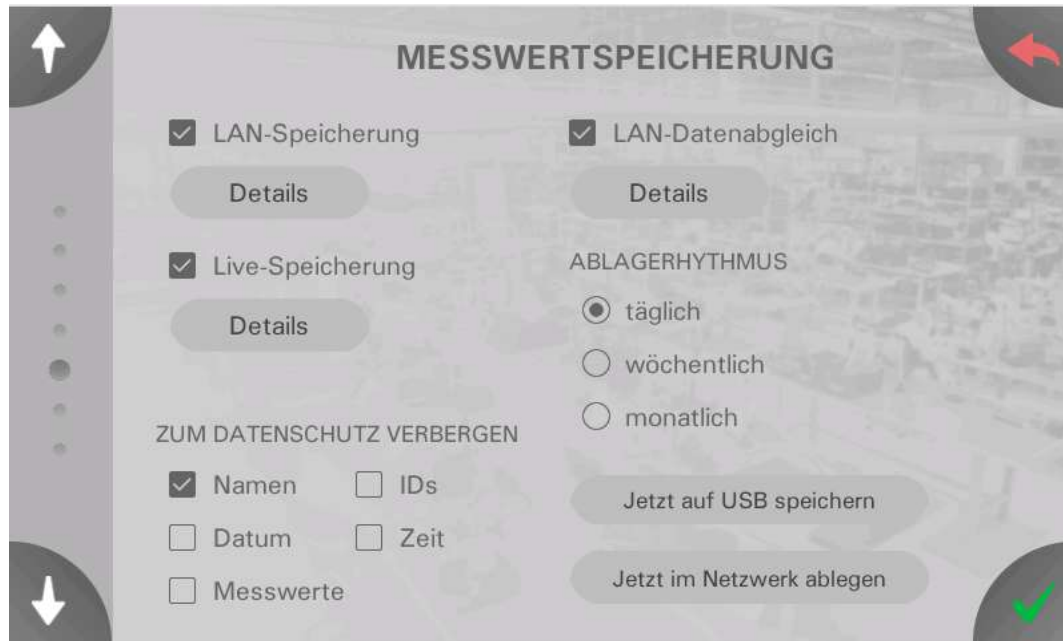 MESSWERTSPEICHERUNG
LAN-Speicherung
Details
Live-Speicherung
Details
ZUM DATENSCHUTZ VERBERGEN
Namen
IDs
Datum
Zeit
Messwerte
LAN-Datenabgleich
Details
ABLAGERHYTHMUS
täglich
wöchentlich
monatlich
Jetzt auf USB speichern
Jetzt im Netzwerk ablegen